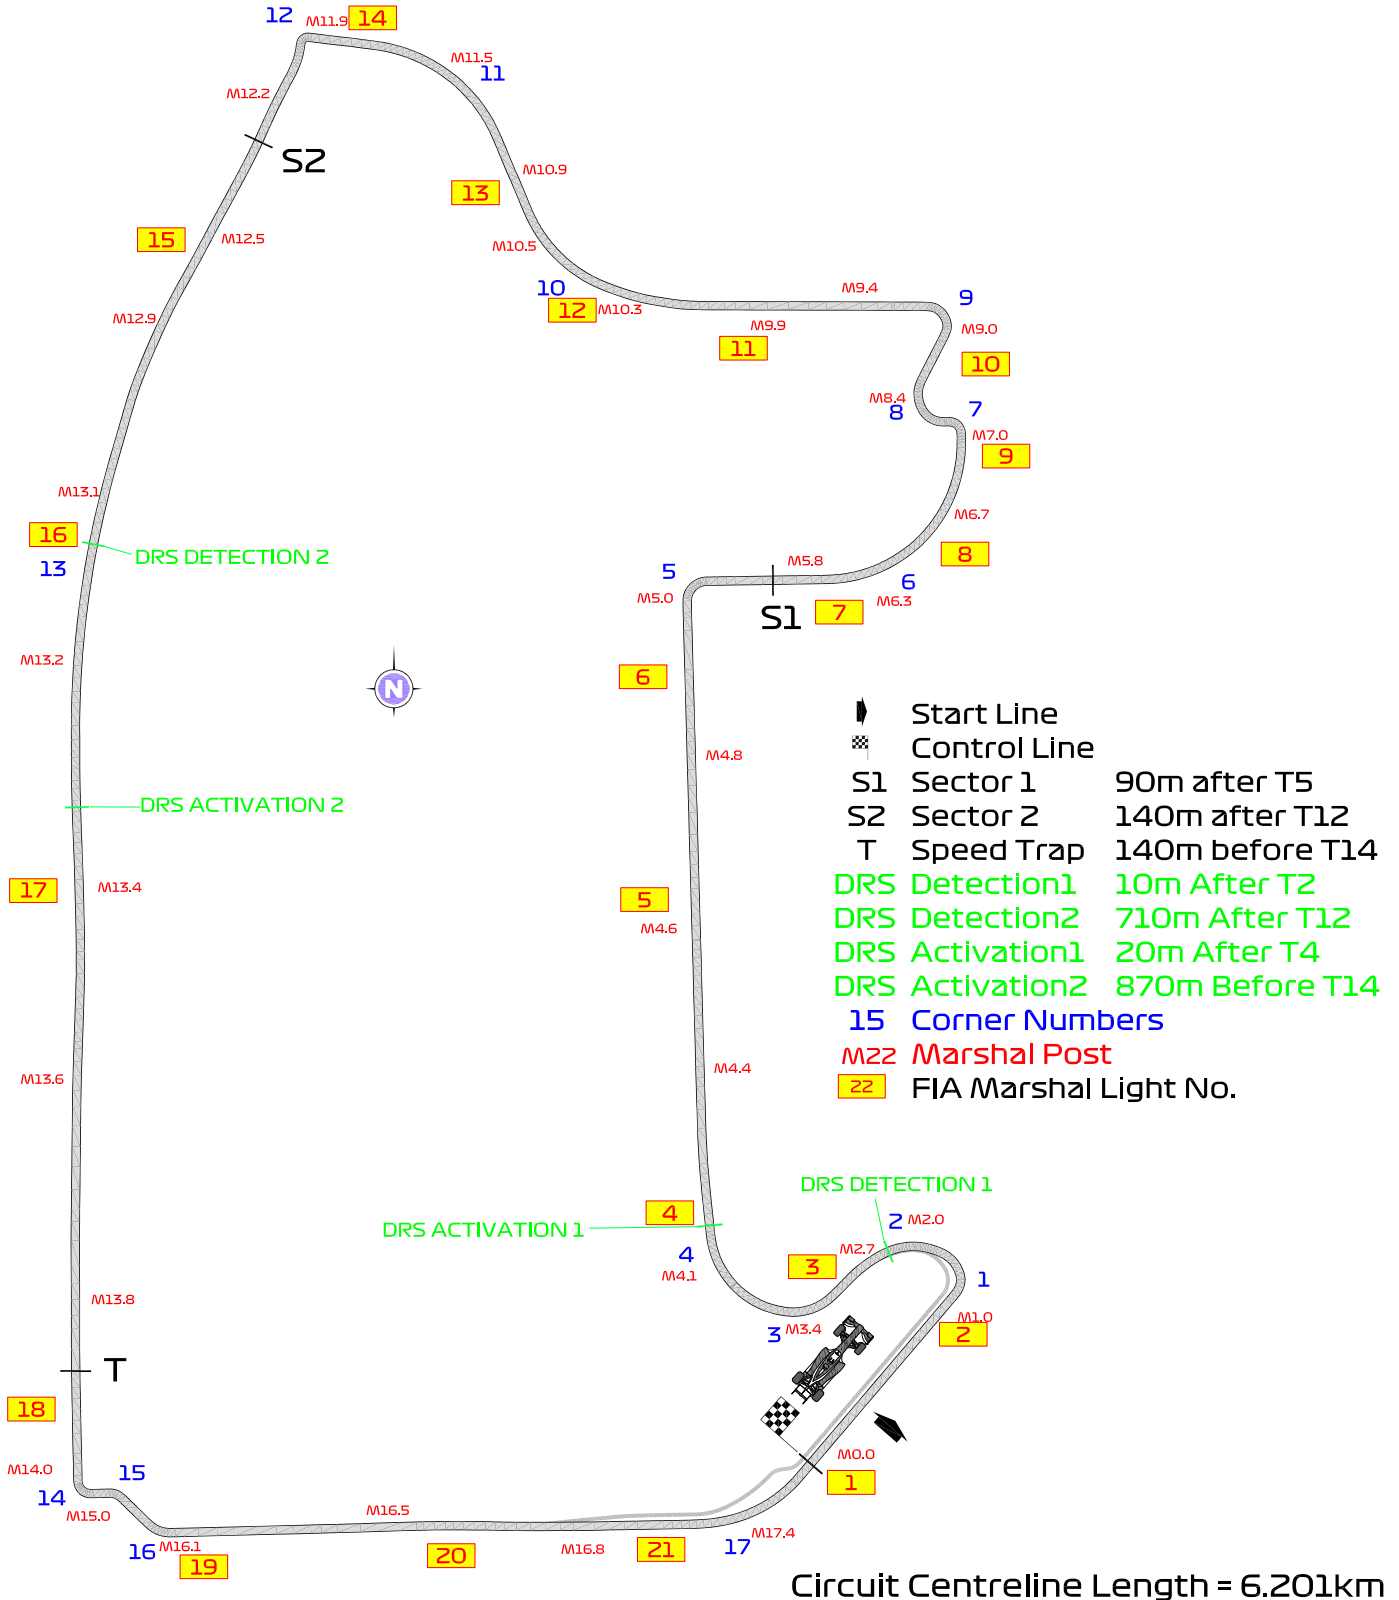 12
M11.9
14
M11.5
11
M12.2
S2
M10.9
13
15
M12.5
M10.5
10
12
M10.3
M9.4
9
M9.0
M9.9
11
10
M12.9
M8.4
8
7
M7.0
9
M13.1
M6.7
16
DRS DETECTION 2
13
8
M5.8
5
6
M5.0
M6.3
S1
7
M13.2
6
N
Start Line
Control Line
M4.8
S1 Sector 1 90m after T5
S2 Sector 2 140m after T12
T Speed Trap 140m before T14
DRS Detection1 10m After T2
DRS Detection2 710m After T12
DRS Activation1 20m After T4
DRS Activation2 870m Before T14
15 Corner Numbers
M22 Marshal Post
22 FIA Marshal Light No.
DRS ACTIVATION 2
17
M13.4
5
M4.6
M4.4
M13.6
DRS DETECTION 1
4
DRS ACTIVATION 1
2
M2.0
4
M2.7
3
M4.1
1
M13.8
M1.0
2
3
M3.4
T
18
M0.0
1
M14.0
15
14
M15.0
M16.5
M17.4
16
M16.1
19
20
M16.8
21
17
Circuit Centreline Length = 6.201km